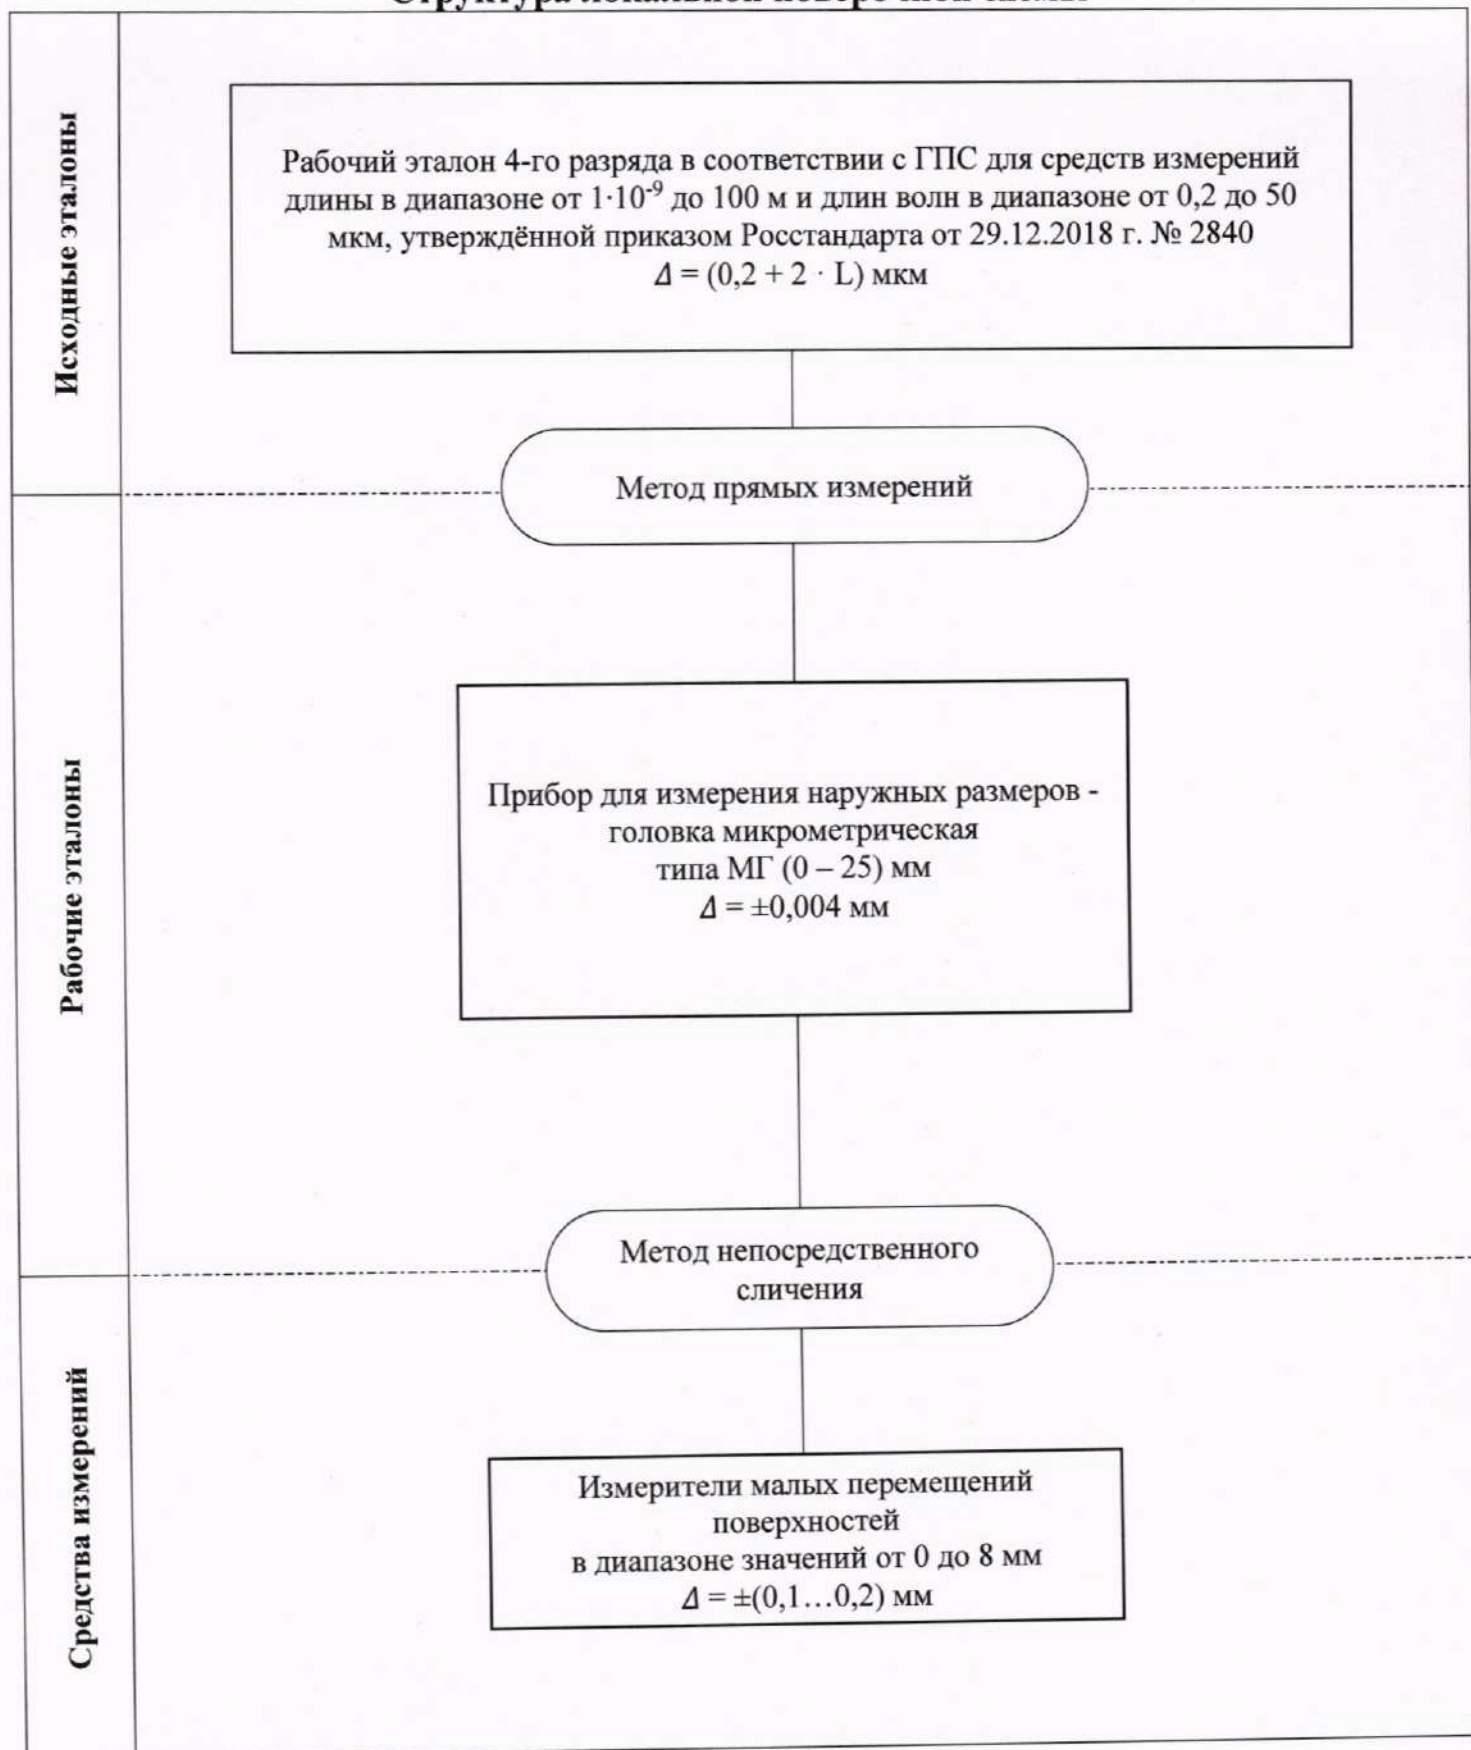 Структура локальной поверочной схемы
Исходные эталоны
Рабочий эталон 4-го разряда в соответствии с ГПС для средств измерений
длины в диапазоне от 1·10⁻⁹ до 100 м и длин волн в диапазоне от 0,2 до 50
мкм, утверждённой приказом Росстандарта от 29.12.2018 г. № 2840
Δ = (0,2 + 2 · L) мкм
Метод прямых измерений
Рабочие эталоны
Прибор для измерения наружных размеров -
головка микрометрическая
типа МГ (0 – 25) мм
Δ = ±0,004 мм
Метод непосредственного
сличения
Средства измерений
Измерители малых перемещений
поверхностей
в диапазоне значений от 0 до 8 мм
Δ = ±(0,1…0,2) мм